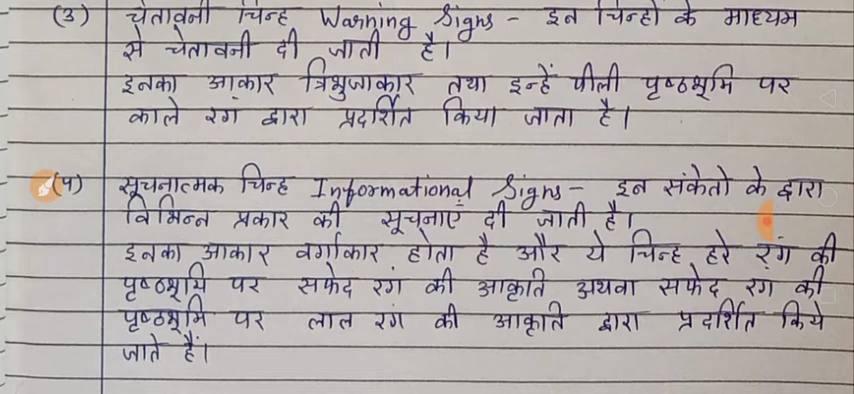 (3) चेतावनी चिन्ह Warning Signs - इन चिन्हो के माध्यम
से चेतावनी दी जाती है।
इनका आकार त्रिभुजाकार तथा इन्हें पीली पृष्ठभूमि पर
काले रंग द्वारा प्रदर्शित किया जाता है।
(4) सूचनात्मक चिन्ह Informational Signs - इन संकेतो के द्वारा
विभिन्न प्रकार की सूचनाएं दी जाती है।
इनका आकार वर्गाकार होता है और ये चिन्ह हरे रंग की
पृष्ठभूमि पर सफेद रंग की आकृति अथवा सफेद रंग की
पृष्ठभूमि पर लाल रंग की आकृति द्वारा प्रदर्शित किये
जाते हैं।